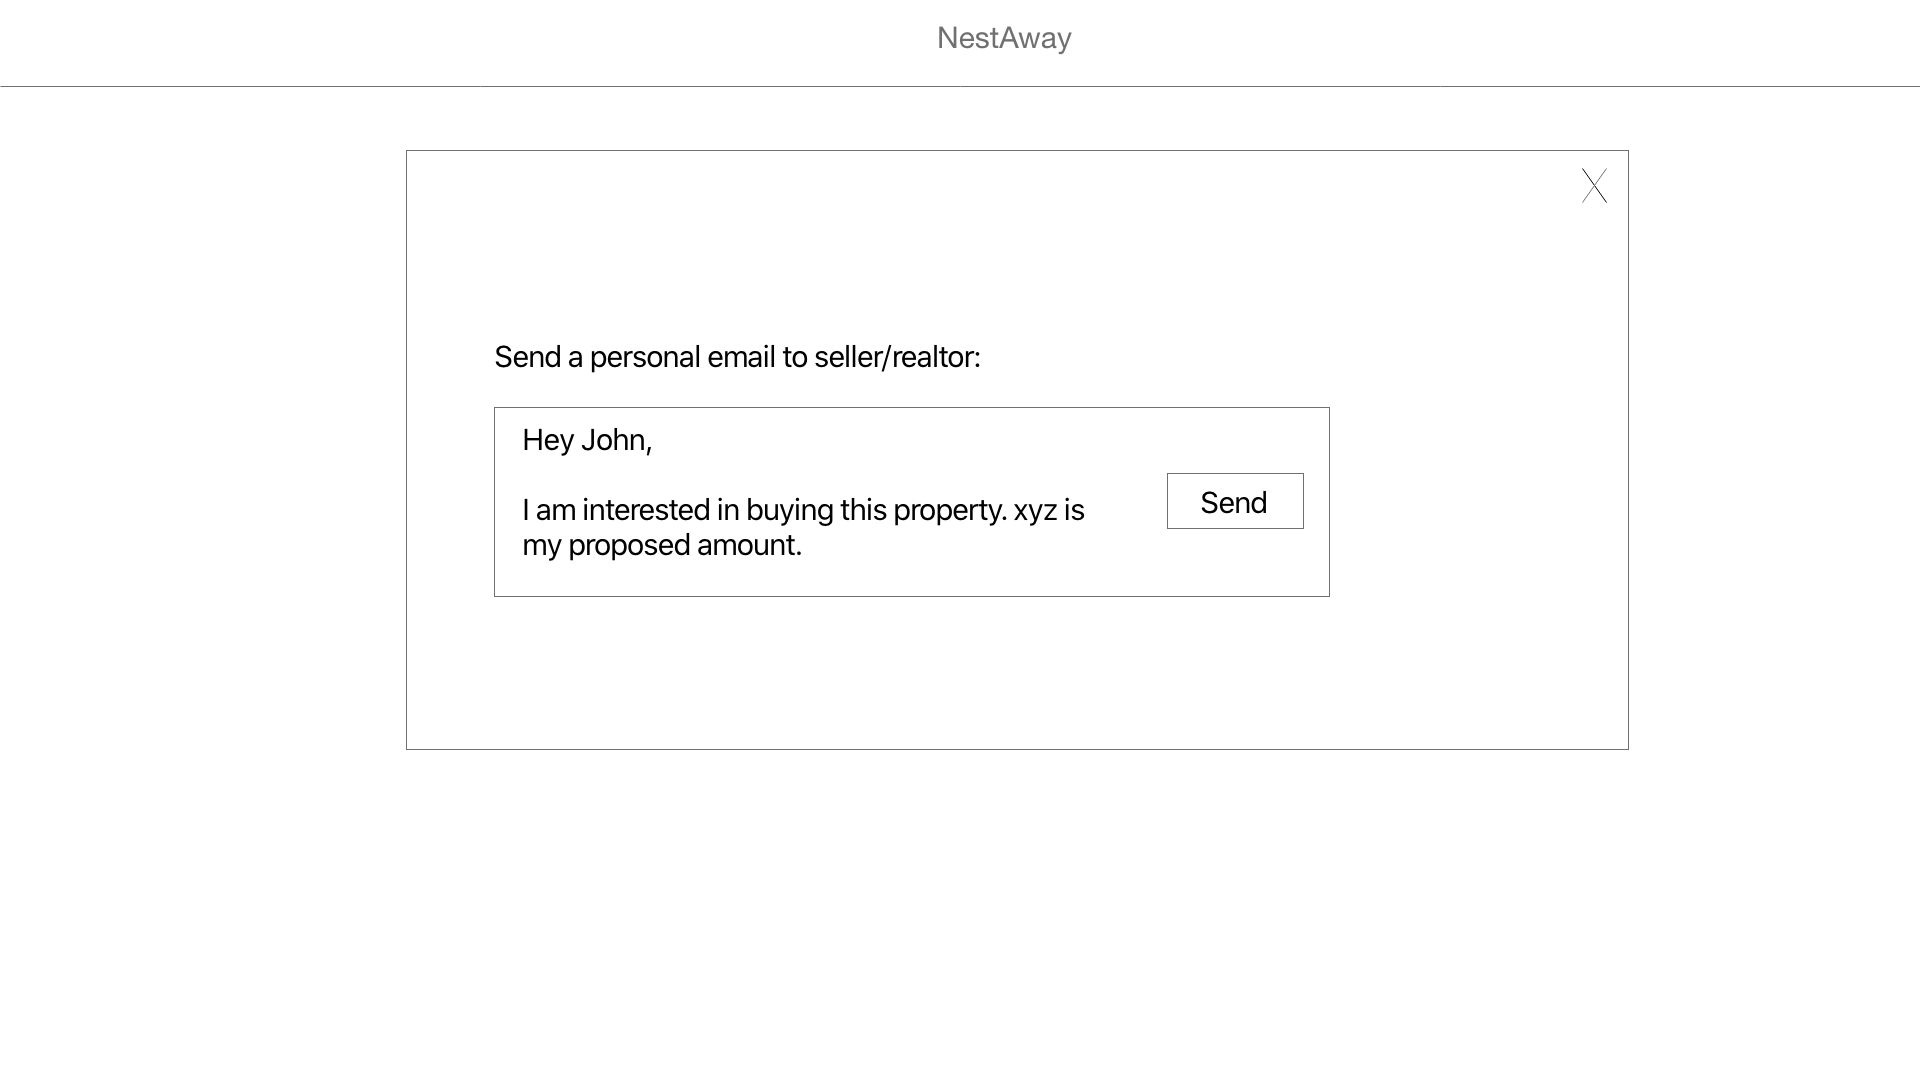 NestAway
X
Send a personal email to seller/realtor:
Hey John,
I am interested in buying this property. xyz is
my proposed amount.
Send